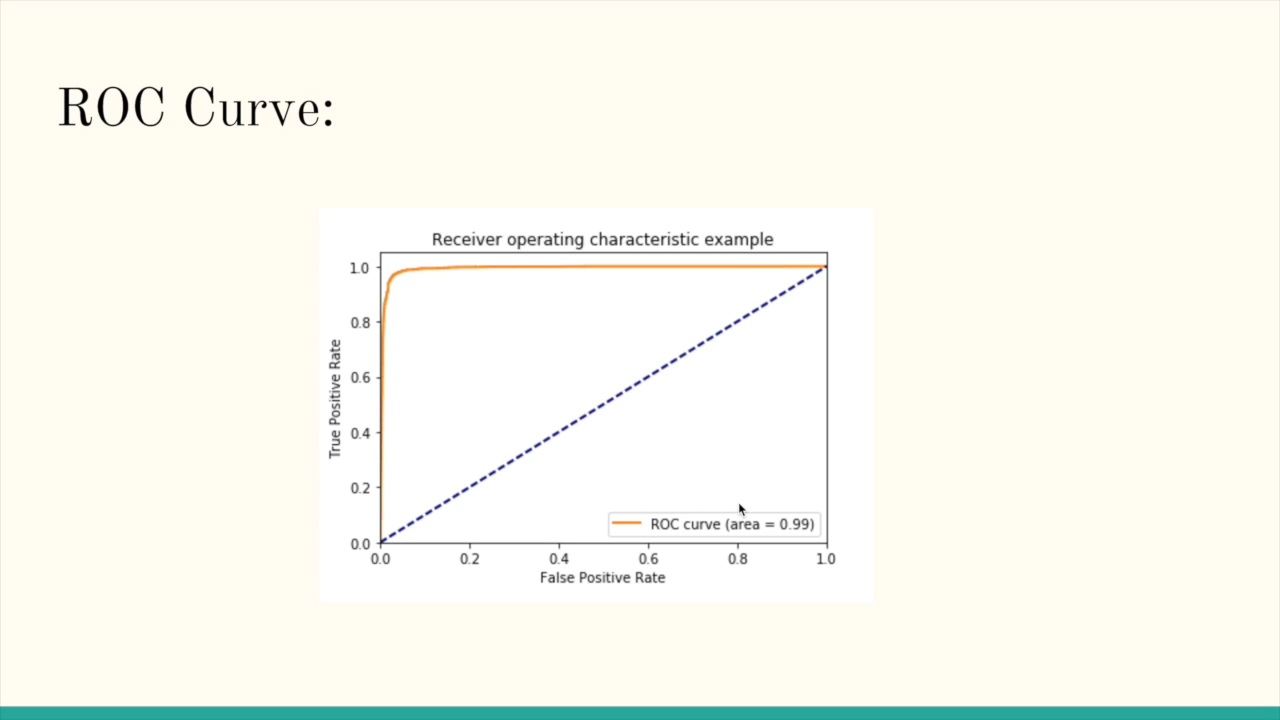 ROC Curve:
Receiver operating characteristic example
True Positive Rate
1.0
0.8
0.6
0.4
0.2
0.0
ROC curve (area = 0.99)
0.0 0.2 0.4 0.6 0.8 1.0
False Positive Rate